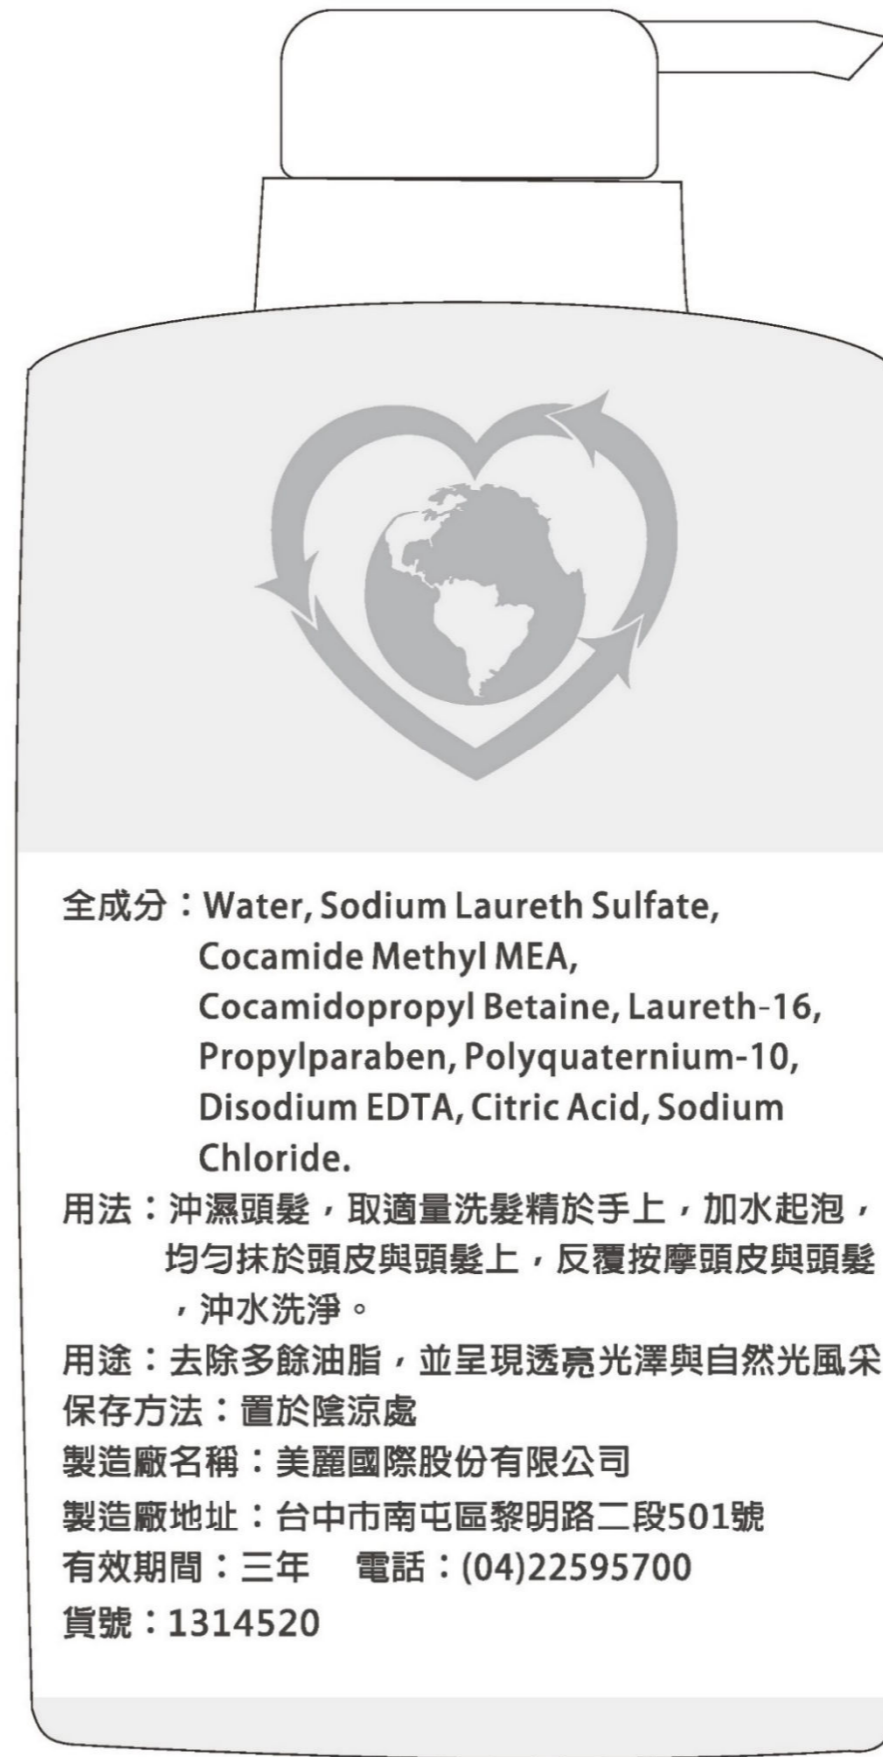 全成分：Water, Sodium Laureth Sulfate,
Cocamide Methyl MEA,
Cocamidopropyl Betaine, Laureth-16,
Propylparaben, Polyquaternium-10,
Disodium EDTA, Citric Acid, Sodium
Chloride.
用法：沖濕頭髮，取適量洗髮精於手上，加水起泡，
均勻抹於頭皮與頭髮上，反覆按摩頭皮與頭髮
，沖水洗淨。
用途：去除多餘油脂，並呈現透亮光澤與自然光風采
保存方法：置於陰涼處
製造廠名稱：美麗國際股份有限公司
製造廠地址：台中市南屯區黎明路二段501號
有效期間：三年 電話：(04)22595700
貨號：1314520